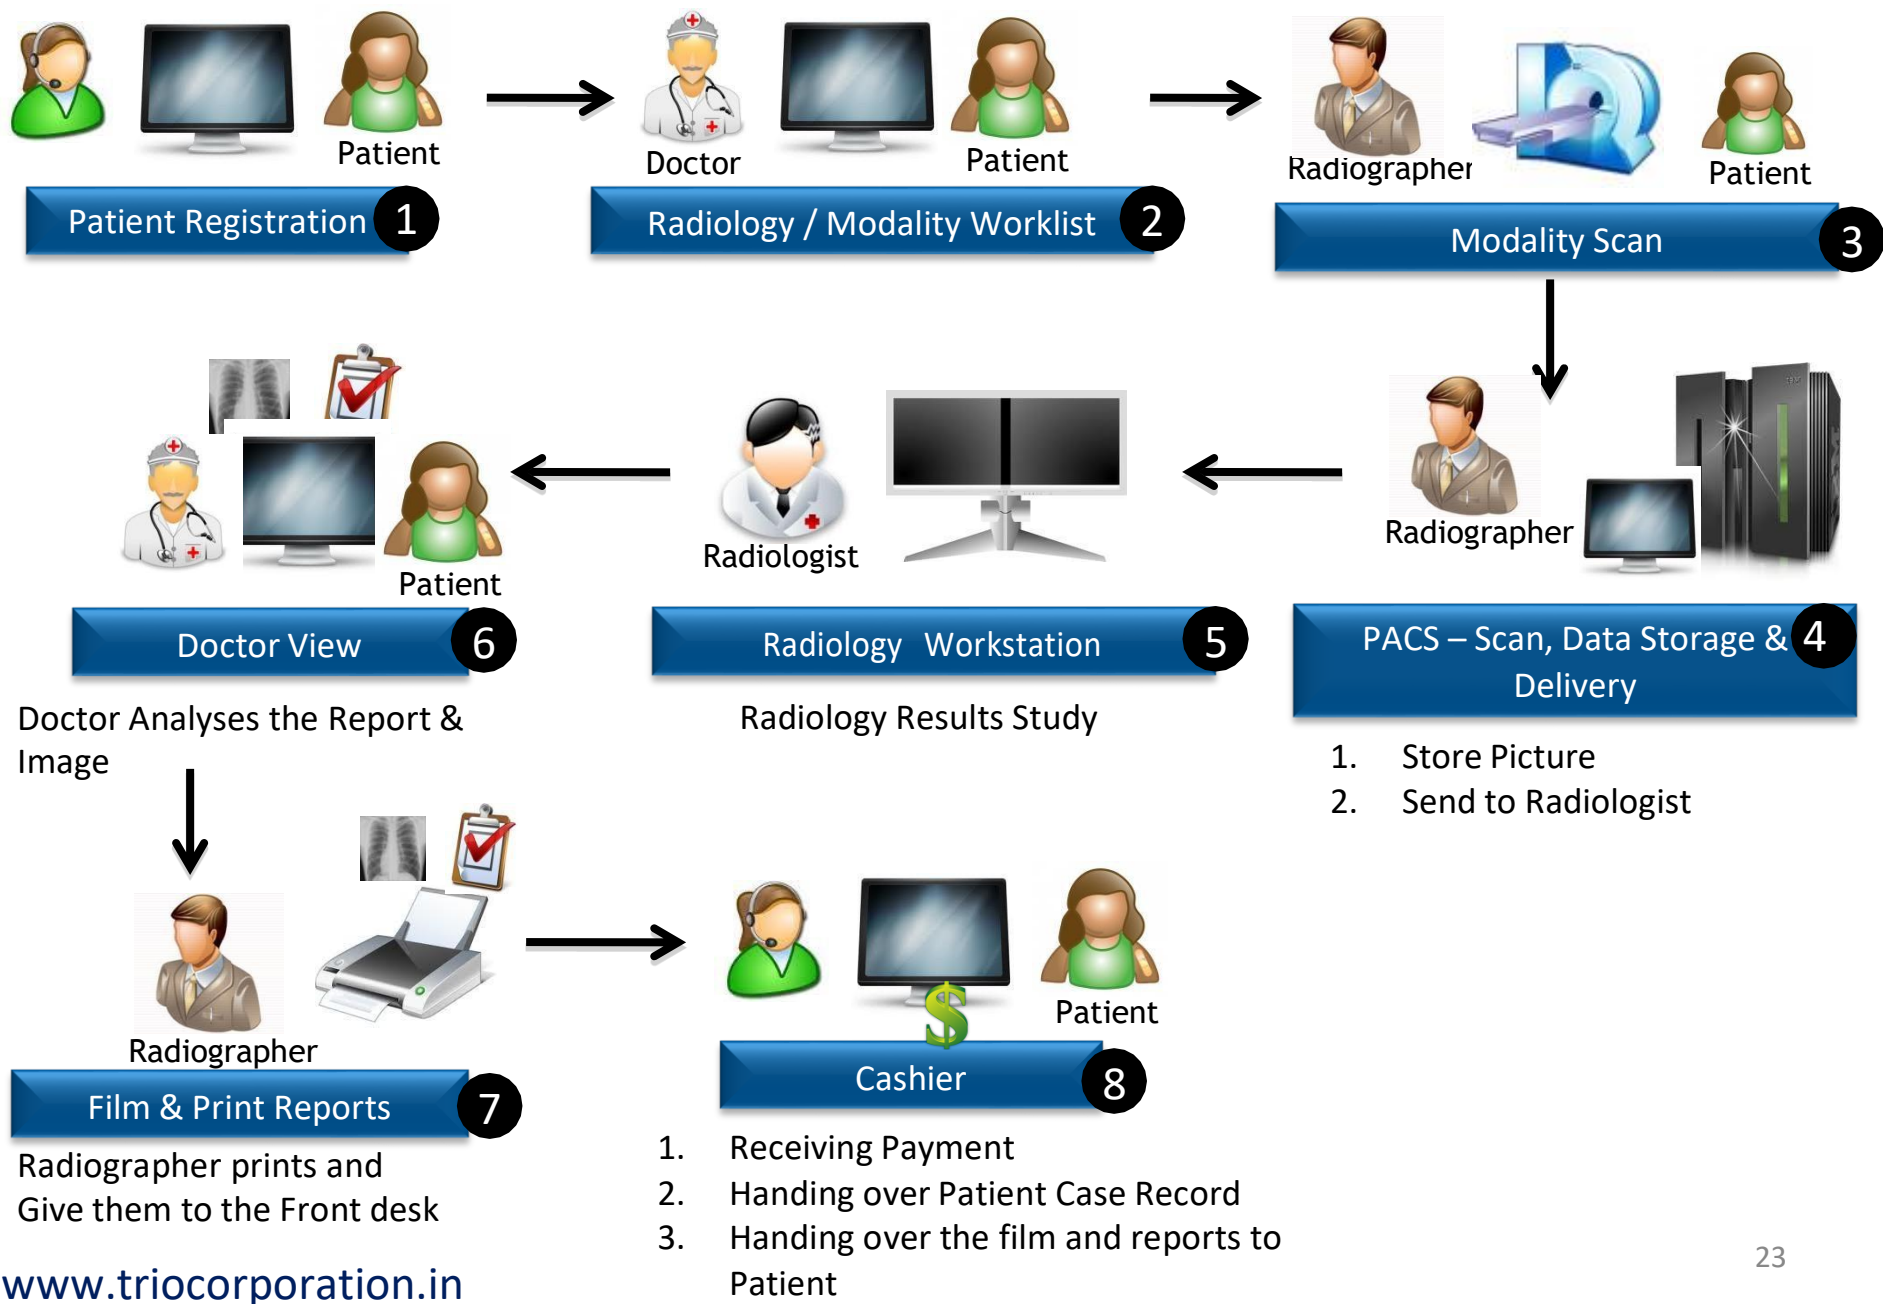 Patient
Patient Registration 1
Doctor
Patient
Radiology / Modality Worklist 2
Radiographer
Patient
Modality Scan 3
Patient
Doctor View 6
Doctor Analyses the Report &
Image
Radiologist
Radiology Workstation 5
Radiology Results Study
Radiographer
PACS – Scan, Data Storage & 4
Delivery
1. Store Picture
2. Send to Radiologist
Radiographer
Film & Print Reports 7
Radiographer prints and
Give them to the Front desk
$
Patient
Cashier 8
1. Receiving Payment
2. Handing over Patient Case Record
3. Handing over the film and reports to
Patient
www.triocorporation.in
23